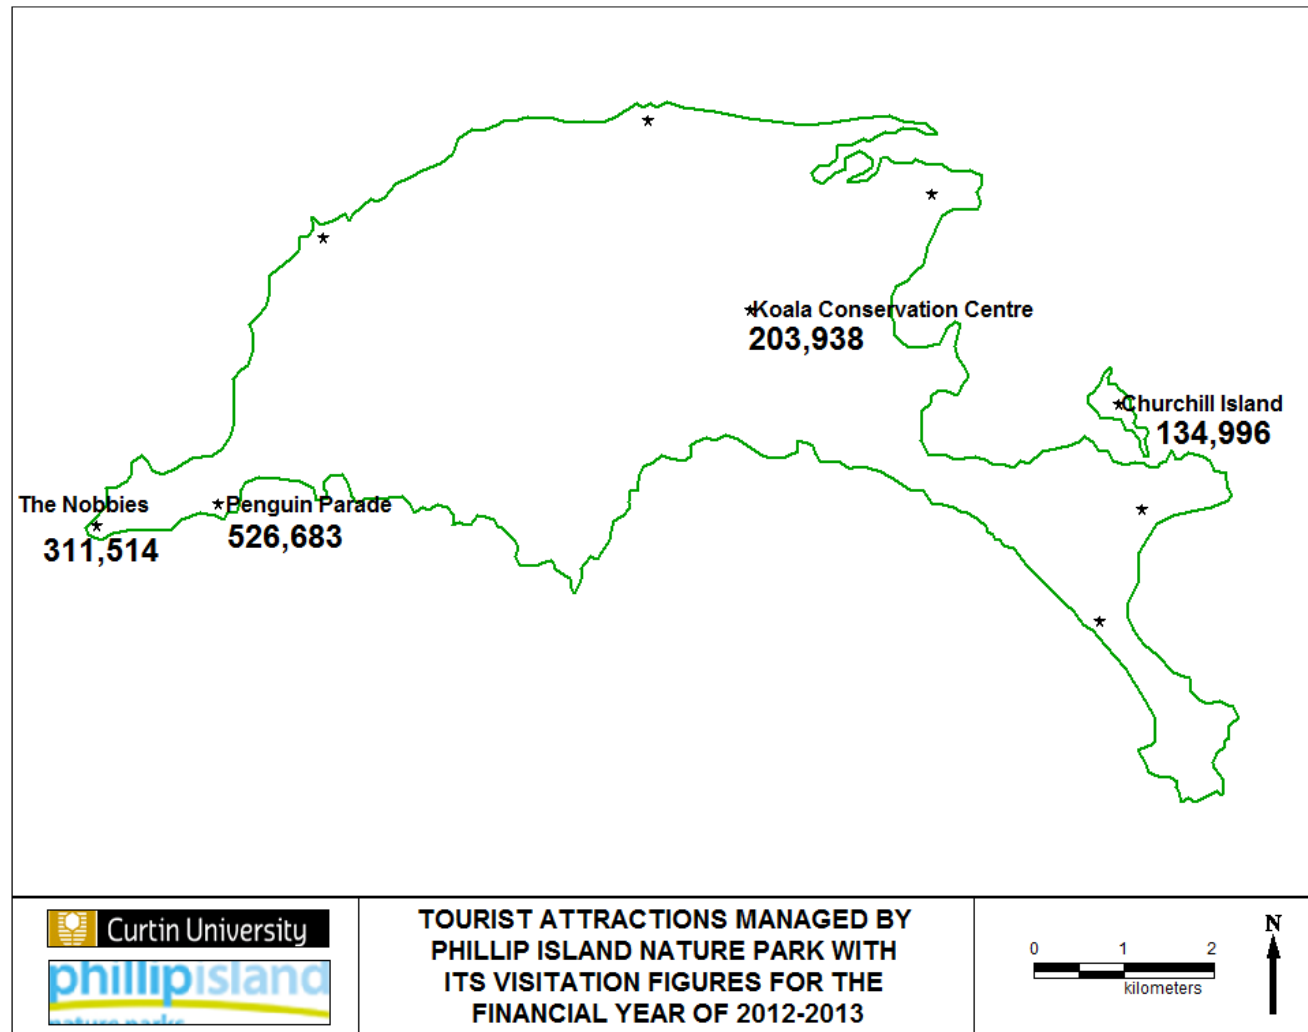 Koala Conservation Centre
203,938
Churchill Island
134,996
The Nobbies
311,514
Penguin Parade
526,683
Curtin University
phillipisland
nature parks
TOURIST ATTRACTIONS MANAGED BY
PHILLIP ISLAND NATURE PARK WITH
ITS VISITATION FIGURES FOR THE
FINANCIAL YEAR OF 2012-2013
0 1 2
kilometers
N